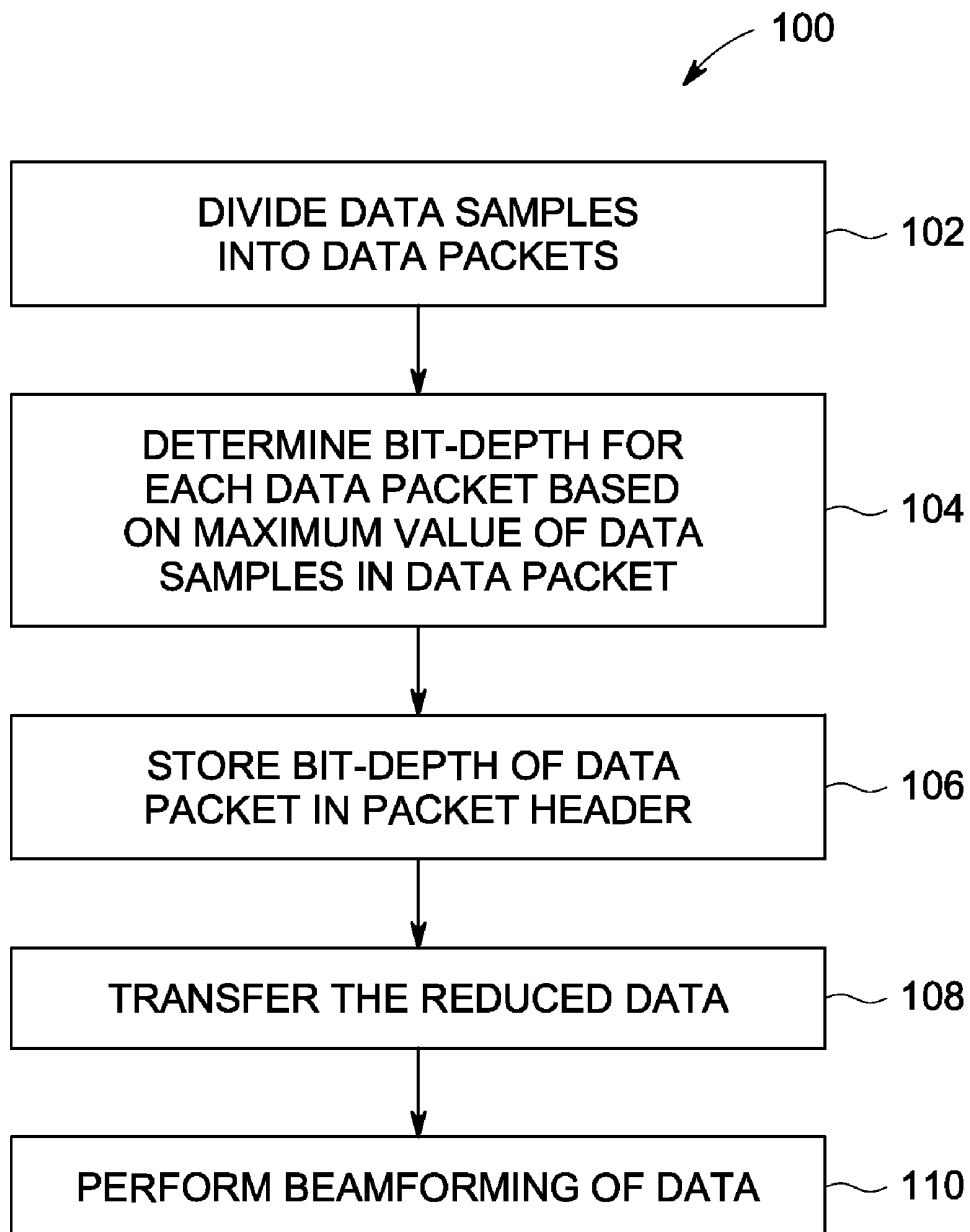 100
DIVIDE DATA SAMPLES
INTO DATA PACKETS
102
DETERMINE BIT-DEPTH FOR
EACH DATA PACKET BASED
ON MAXIMUM VALUE OF DATA
SAMPLES IN DATA PACKET
104
STORE BIT-DEPTH OF DATA
PACKET IN PACKET HEADER
106
TRANSFER THE REDUCED DATA
108
PERFORM BEAMFORMING OF DATA
110